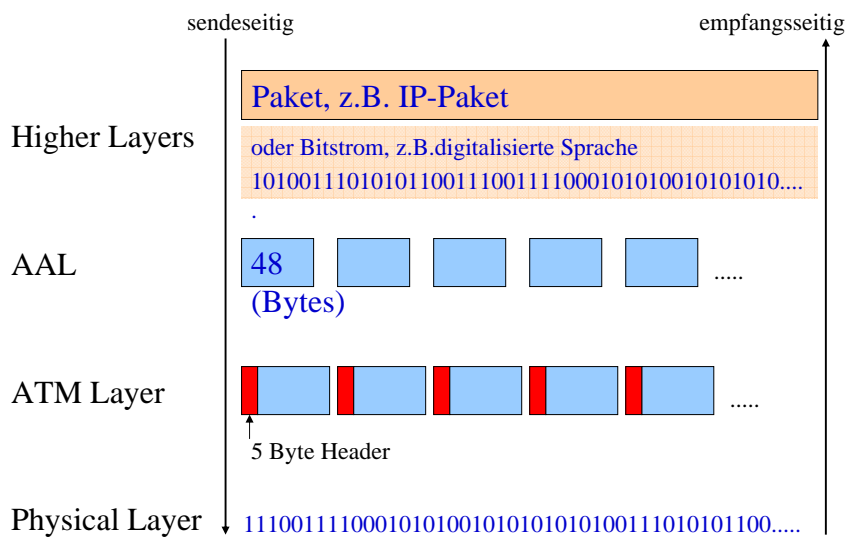 sendeseitig
empfangsseitig
Paket, z.B. IP-Paket
Higher Layers
oder Bitstrom, z.B.digitalisierte Sprache
1010011101010110011100111100010101001010101010....
.
AAL
48
(Bytes)
.....
ATM Layer
.....
5 Byte Header
Physical Layer
1110011110001010100101010101010011101010110 0.....